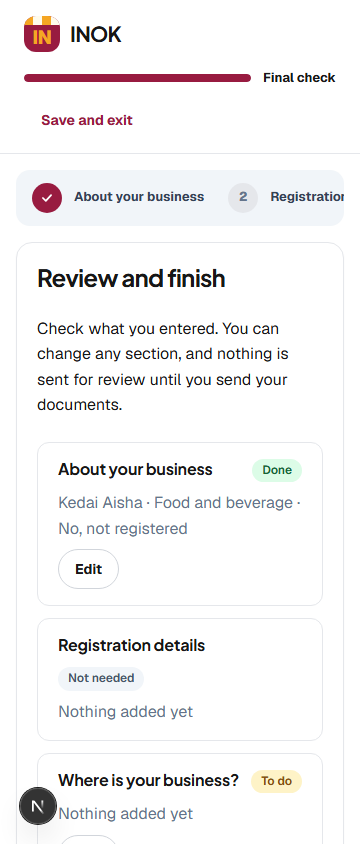 IN INOK
Final check
Save and exit
About your business 2 Registration
Review and finish
Check what you entered. You can
change any section, and nothing is
sent for review until you send your
documents.
About your business Done
Kedai Aisha · Food and beverage ·
No, not registered
Edit
Registration details
Not needed
Nothing added yet
Where is your business? To do
Nothing added yet
N